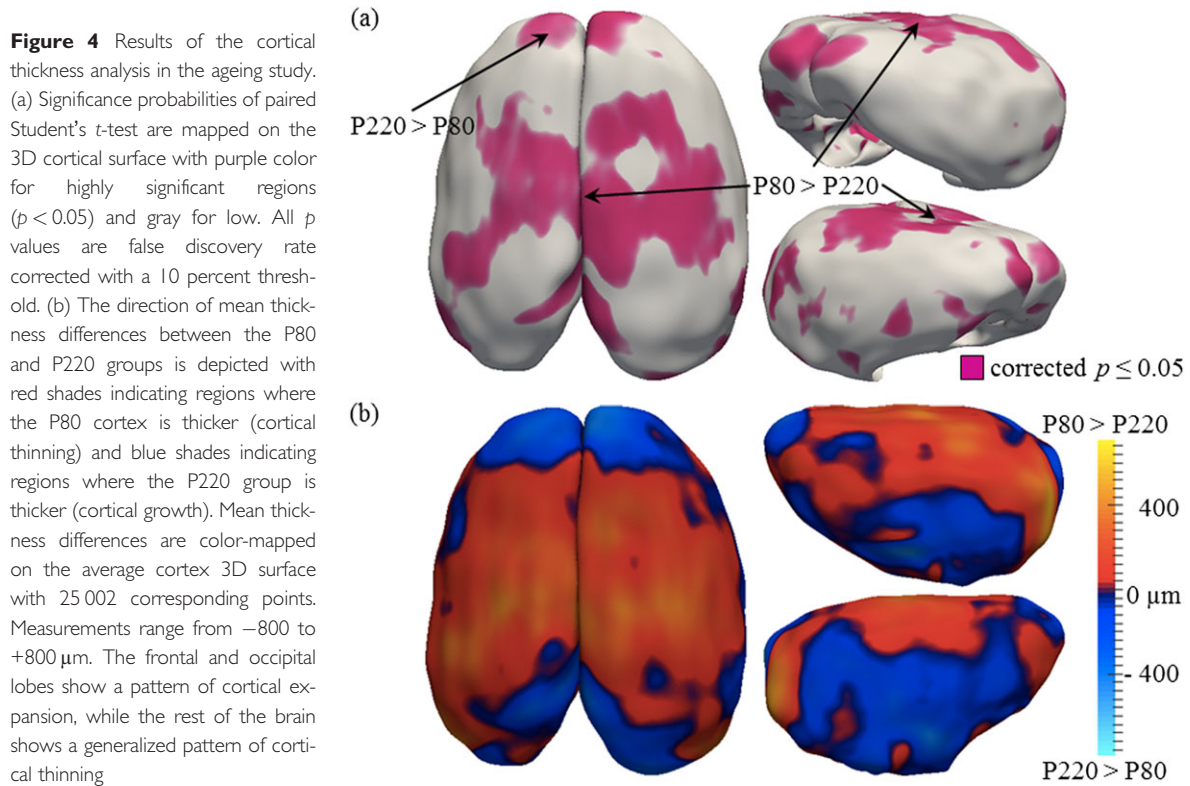 Figure 4 Results of the cortical
thickness analysis in the ageing study.
(a) Significance probabilities of paired
Student's t-test are mapped on the
3D cortical surface with purple color
for highly significant regions
(p < 0.05) and gray for low. All p
values are false discovery rate
corrected with a 10 percent thresh-
old. (b) The direction of mean thick-
ness differences between the P80
and P220 groups is depicted with
red shades indicating regions where
the P80 cortex is thicker (cortical
thinning) and blue shades indicating
regions where the P220 group is
thicker (cortical growth). Mean thick-
ness differences are color-mapped
on the average cortex 3D surface
with 25 002 corresponding points.
Measurements range from −800 to
+800 μm. The frontal and occipital
lobes show a pattern of cortical ex-
pansion, while the rest of the brain
shows a generalized pattern of corti-
cal thinning
(a)
P220 > P80
P80 > P220
corrected p ≤ 0.05
(b)
P80 > P220
400
0 μm
- 400
P220 > P80